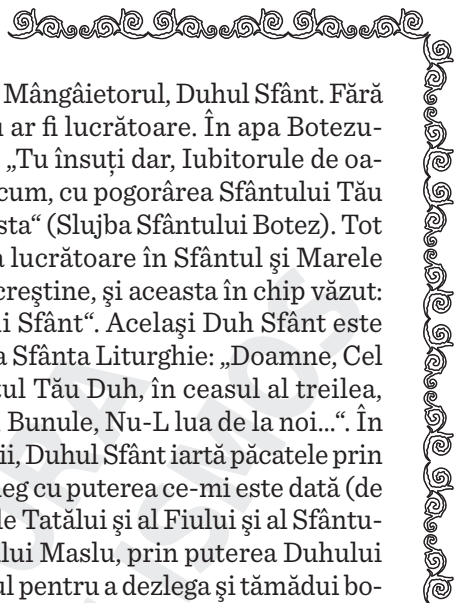 Mângâietorul, Duhul Sfânt. Fără
ar fi lucrătoare. În apa Botezu-
„Tu însuți dar, Iubitorule de oa-
cum, cu pogorârea Sfântului Tău
sta“ (Slujba Sfântului Botez). Tot
lucrătoare în Sfântul şi Marele
creştine, şi aceasta în chip văzut:
i Sfânt“. Acelaşi Duh Sfânt este
a Sfânta Liturghie: „Doamne, Cel
tul Tău Duh, în ceasul al treilea,
Bunule, Nu-L lua de la noi...“. În
ii, Duhul Sfânt iartă păcatele prin
leg cu puterea ce-mi este dată (de
le Tatălui şi al Fiului şi al Sfântu-
lui Maslu, prin puterea Duhului
ul pentru a dezlega şi tămădui bo-